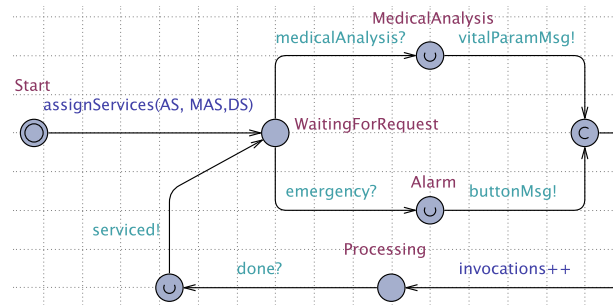 MedicalAnalysis
medicalAnalysis?
vitalParamMsg!
Start
assignServices(AS, MAS,DS)
WaitingForRequest
C
emergency?
Alarm
buttonMsg!
serviced!
Processing
done?
invocations++